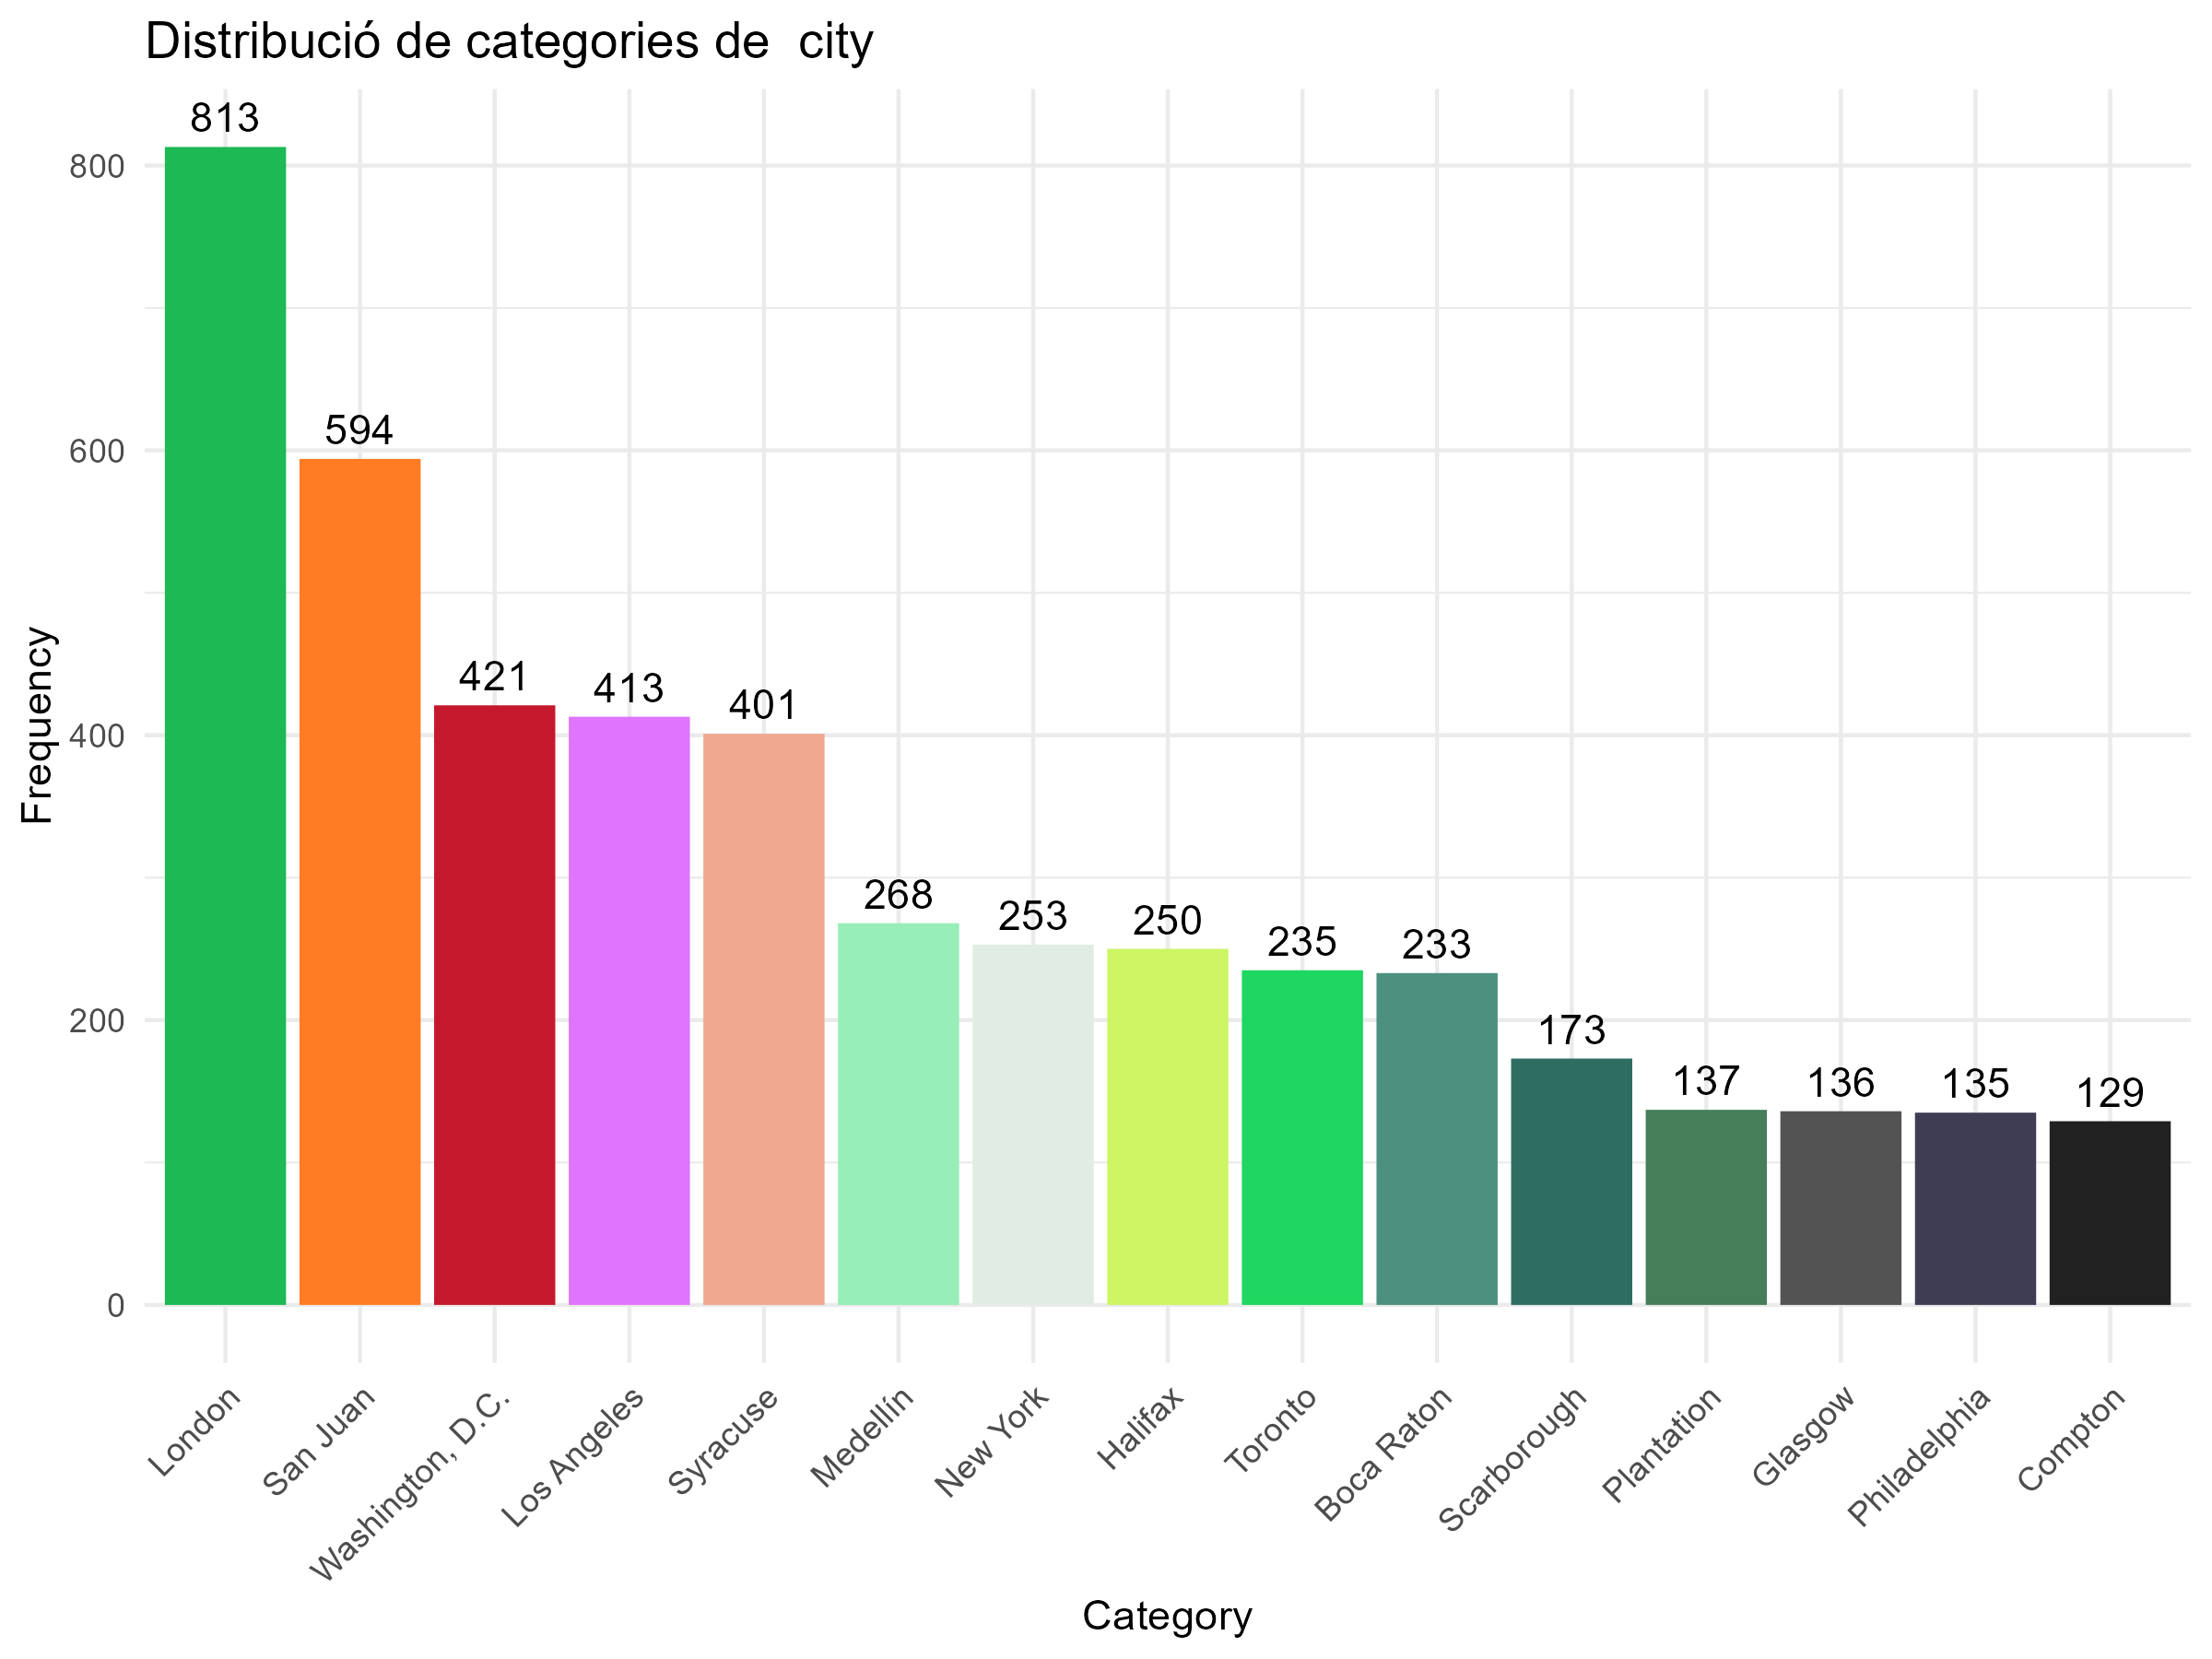 Distribució de categories de  city
813
594
421
413
401
268
253
250
235
233
173
137
136
135
129
800
600
400
200
0
Frequency
London
San Juan
Washington, D.C.
Los Angeles
Syracuse
Medellín
New York
Halifax
Toronto
Boca Raton
Scarborough
Plantation
Glasgow
Philadelphia
Compton
Category